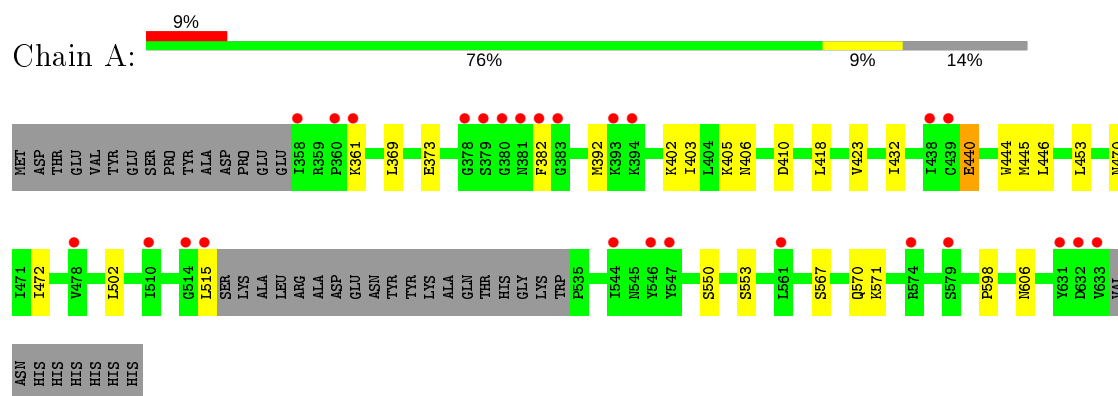 9%
Chain A:
76% 9% 14%
MET ASP THR GLU VAL TYR GLU SER PRO TYR ALA ASP PRO GLU GLU I358 R359 P360 K361 L369 E373 G378 S379 G380 N381 F382 G383 M392 K393 K394 K402 I403 L404 K405 N406 D410 L418 V423 I432 I438 C439 E440 W444 M445 L446 L453 N470
I471 I472 V478 L502 I510 G514 L515 SER LYS ALA LEU ARG ALA ASP GLU ASN TYR TYR LYS ALA GLN THR HIS GLY LYS TRP P535 I544 N545 Y546 Y547 S550 S553 L561 S567 Q570 K571 R574 S579 P598 N606 Y631 D632 V633 VAL
ASN HIS HIS HIS HIS HIS HIS